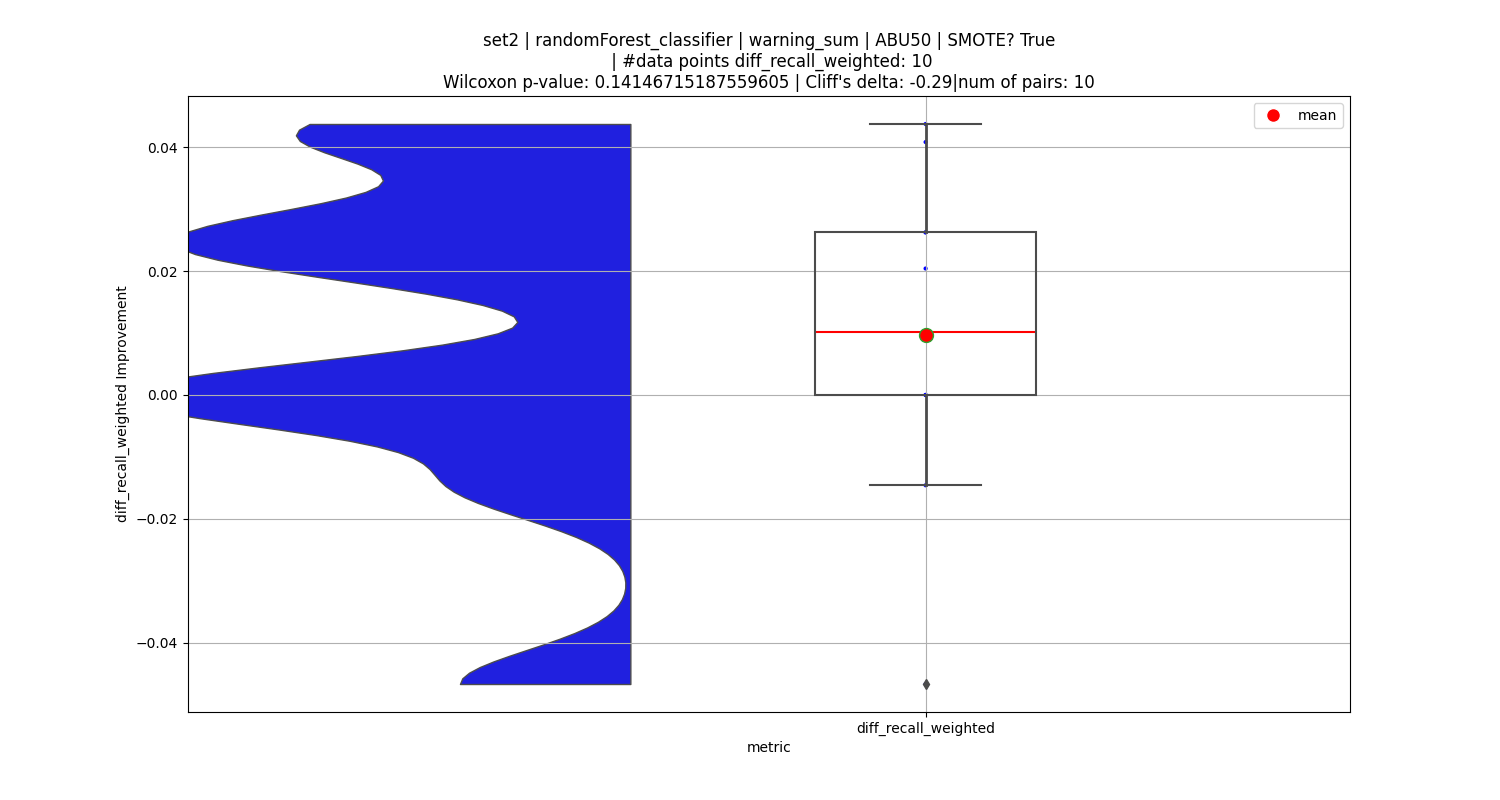 set2 | randomForest_classifier | warning_sum | ABU50 | SMOTE? True
| #data points diff_recall_weighted: 10
Wilcoxon p-value: 0.14146715187559605 | Cliff's delta: -0.29|num of pairs: 10
mean
0.04
0.02
0.00
−0.02
−0.04
diff_recall_weighted Improvement
diff_recall_weighted
metric